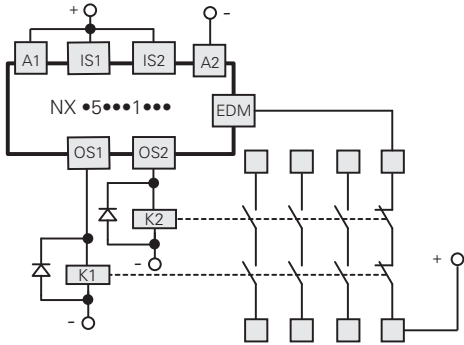 +
-
A1 IS1 IS2 A2
NX •5•••1•••
EDM
OS1 OS2
K2
-
+
K1
-